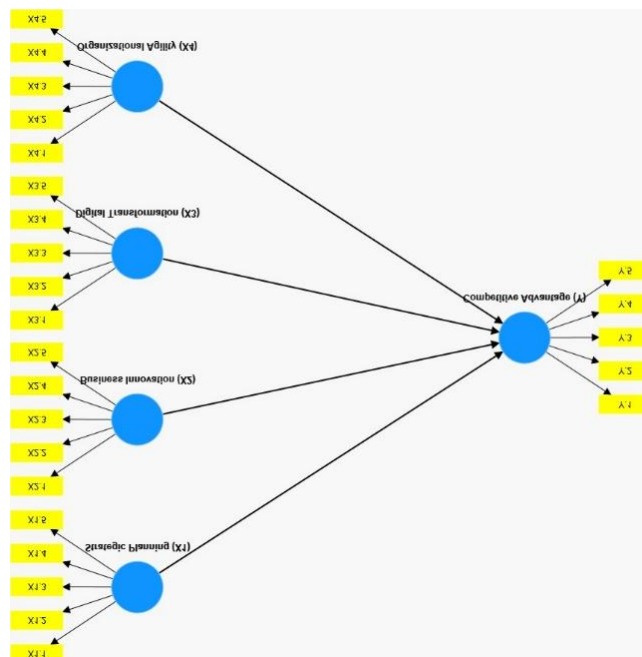 X4.5
Organizational Agility (X4)
X4.4
X4.3
X4.2
X4.1
X3.5
Digital Transformation (X3)
X3.4
X3.3
X3.2
X3.1
Y.5
Competitive Advantage (Y)
Y.4
Y.3
Y.2
Y.1
X2.5
Business Innovation (X2)
X2.4
X2.3
X2.2
X2.1
X1.5
Strategic Planning (X1)
X1.4
X1.3
X1.2
X1.1